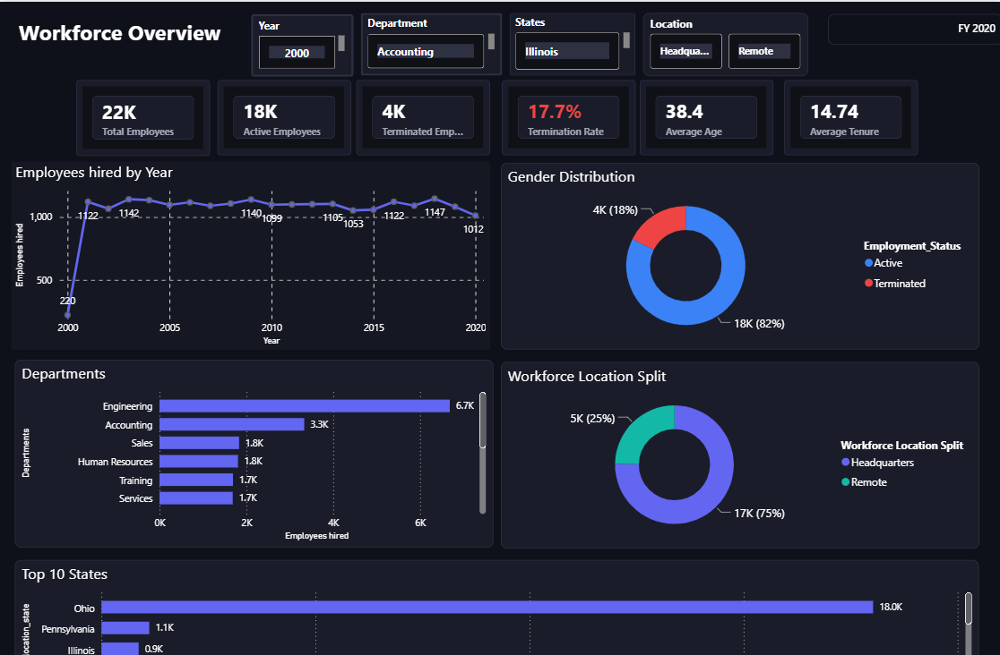 Workforce Overview
Year
2000
Department
Accounting
States
Illinois
Location
Headqua...
Remote
FY 2020
22K
Total Employees
18K
Active Employees
4K
Terminated Emp...
17.7%
Termination Rate
38.4
Average Age
14.74
Average Tenure
Employees hired by Year
Employees hired
1,000
500
220
1122
1142
1140
1099
1105
1053
1122
1147
1012
2000
2005
2010
2015
2020
Year
Gender Distribution
4K (18%)
18K (82%)
Employment_Status
Active
Terminated
Departments
Departments
Engineering
6.7K
Accounting
3.3K
Sales
1.8K
Human Resources
1.8K
Training
1.7K
Services
1.7K
0K
2K
4K
6K
Employees hired
Workforce Location Split
5K (25%)
17K (75%)
Workforce Location Split
Headquarters
Remote
Top 10 States
ocation_state
Ohio
18.0K
Pennsylvania
1.1K
Illinois
0.9K